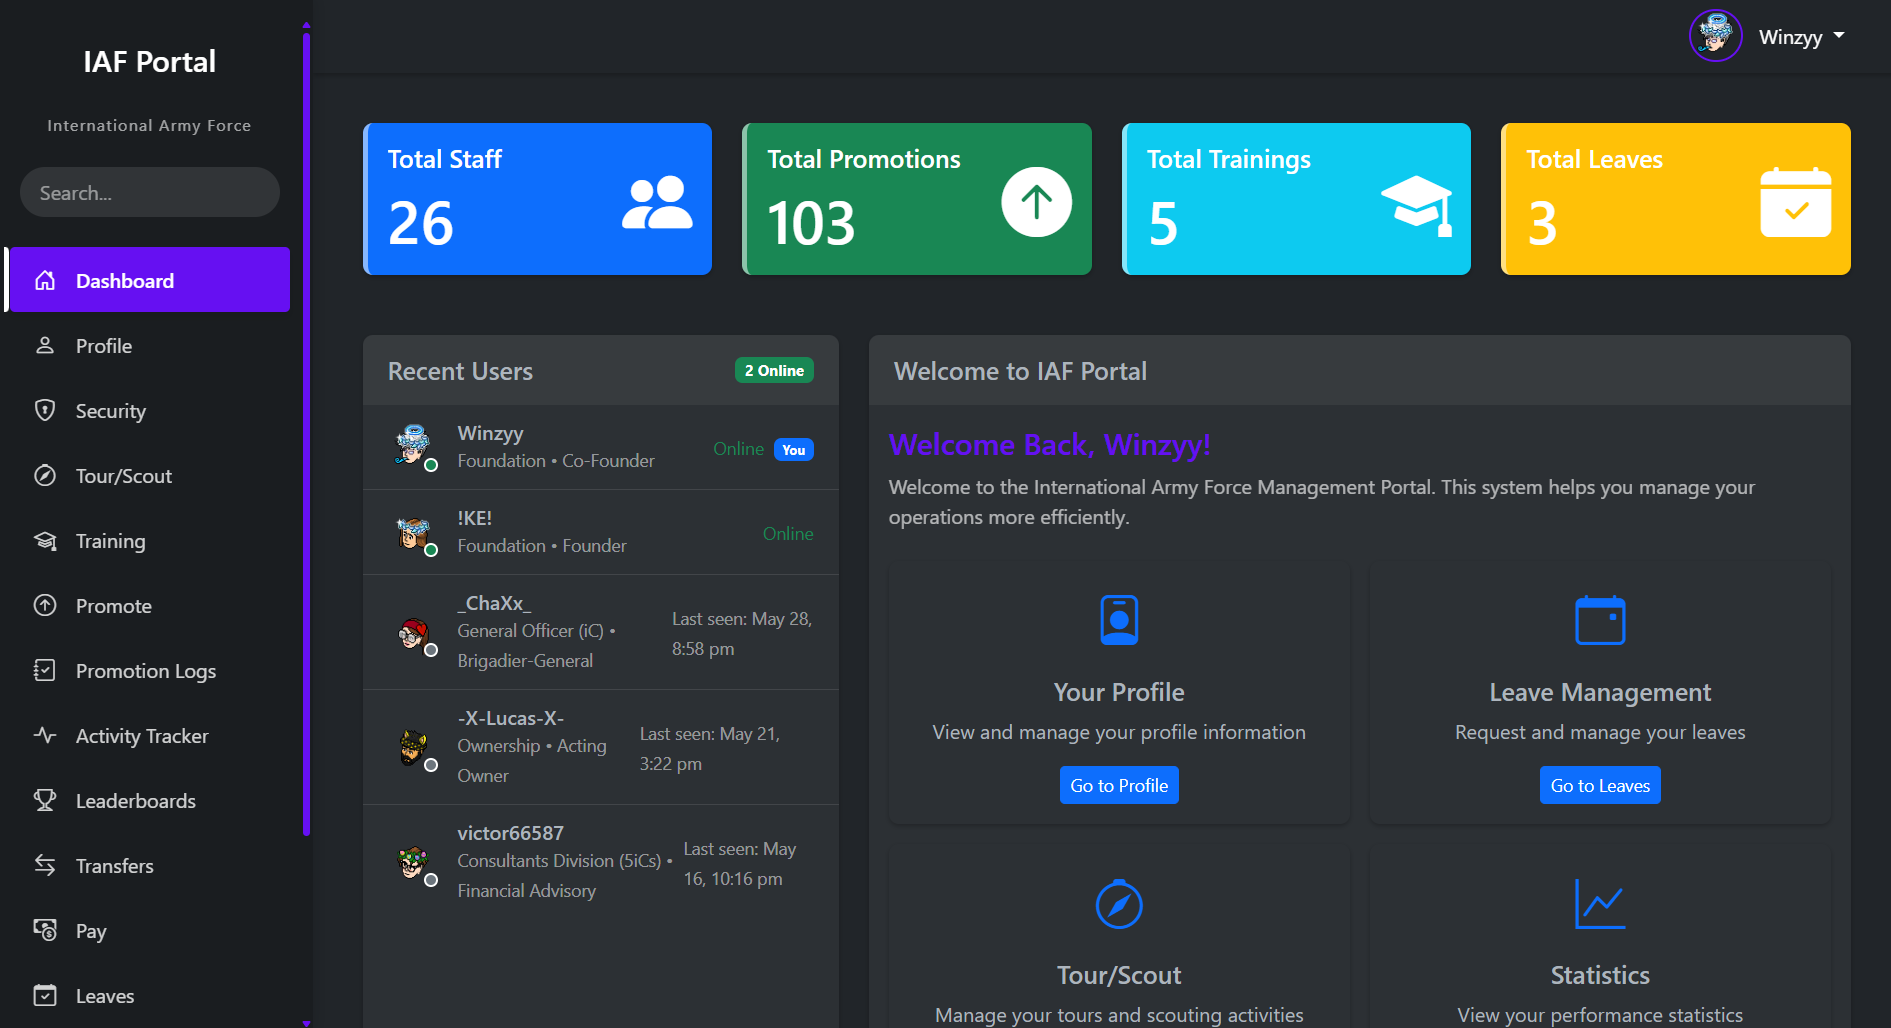 IAF Portal
International Army Force
Search...
Dashboard
Profile
Security
Tour/Scout
Training
Promote
Promotion Logs
Activity Tracker
Leaderboards
Transfers
Pay
Leaves
Winzyy
Total Staff
26
Total Promotions
103
Total Trainings
5
Total Leaves
3
Recent Users
2 Online
Winzyy
Foundation • Co-Founder
Online
You
!KE!
Foundation • Founder
Online
_ChaXx_
General Officer (iC) •
Brigadier-General
Last seen: May 28,
8:58 pm
-X-Lucas-X-
Ownership • Acting
Owner
Last seen: May 21,
3:22 pm
victor66587
Consultants Division (5iCs) •
Financial Advisory
Last seen: May
16, 10:16 pm
Welcome to IAF Portal
Welcome Back, Winzyy!
Welcome to the International Army Force Management Portal. This system helps you manage your
operations more efficiently.
Your Profile
View and manage your profile information
Go to Profile
Leave Management
Request and manage your leaves
Go to Leaves
Tour/Scout
Manage your tours and scouting activities
Statistics
View your performance statistics